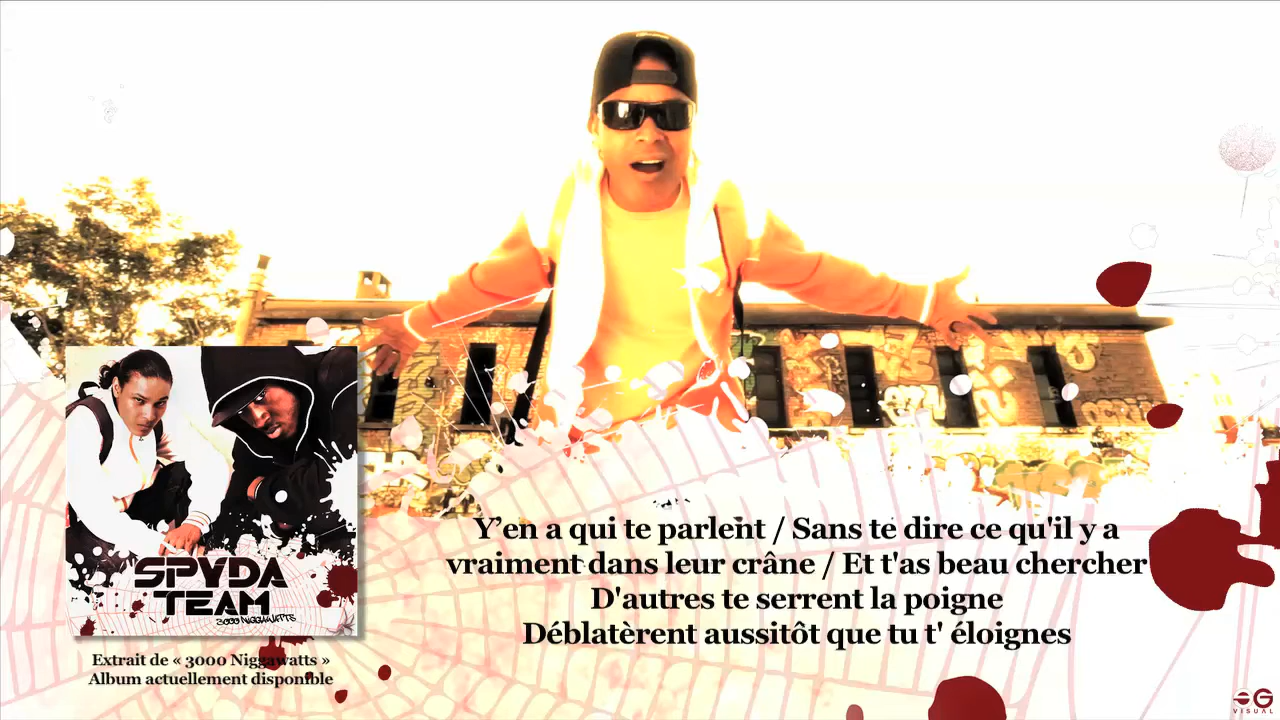 Y'en a qui te parlent / Sans te dire ce qu'il y a
vraiment dans leur crâne / Et t'as beau chercher
D'autres te serrent la poigne
Déblatèrent aussitôt que tu t' éloignes
SPYDA
TEAM
3000 NIGGAWATTS
Extrait de « 3000 Niggawatts »
Album actuellement disponible
SG
VISUAL